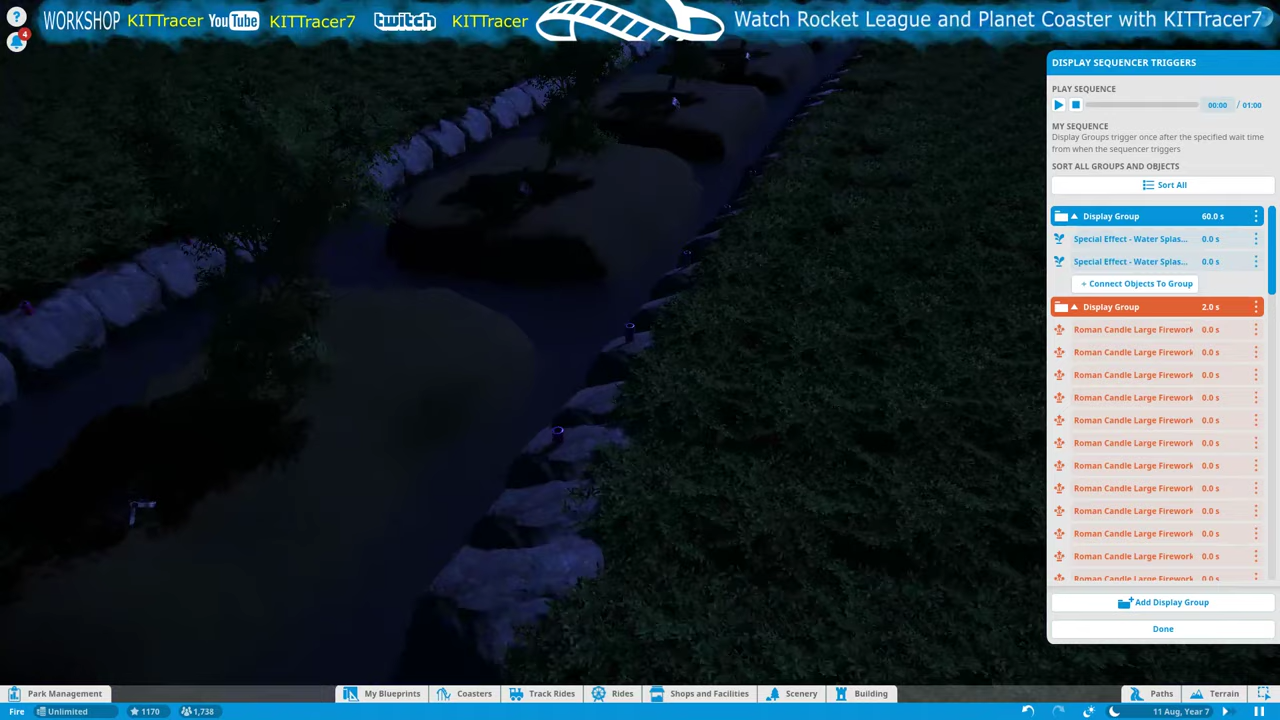 WORKSHOP KITTracer YouTube KITTracer7 twitch KITTracer Watch Rocket League and Planet Coaster with KITTracer7
?
4
DISPLAY SEQUENCER TRIGGERS
PLAY SEQUENCE
00:00 / 01:00
MY SEQUENCE
Display Groups trigger once after the specified wait time
from when the sequencer triggers
SORT ALL GROUPS AND OBJECTS
Sort All
Display Group 60.0 s
Special Effect - Water Splas... 0.0 s
Special Effect - Water Splas... 0.0 s
+ Connect Objects To Group
Display Group 2.0 s
Roman Candle Large Firework 0.0 s
Roman Candle Large Firework 0.0 s
Roman Candle Large Firework 0.0 s
Roman Candle Large Firework 0.0 s
Roman Candle Large Firework 0.0 s
Roman Candle Large Firework 0.0 s
Roman Candle Large Firework 0.0 s
Roman Candle Large Firework 0.0 s
Roman Candle Large Firework 0.0 s
Roman Candle Large Firework 0.0 s
Roman Candle Large Firework 0.0 s
Roman Candle Large Firework 0.0 s
Add Display Group
Done
Park Management My Blueprints Coasters Track Rides Rides Shops and Facilities Scenery Building Paths Terrain
Fire Unlimited 1170 1,738 11 Aug, Year 7